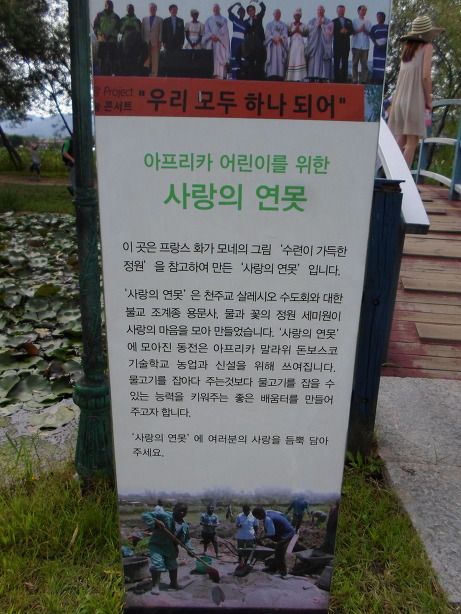 Project
콘서트 "우리 모두 하나 되어"
아프리카 어린이를 위한
사랑의 연못
이 곳은 프랑스 화가 모네의 그림 '수련이 가득한
정원' 을 참고하여 만든 '사랑의 연못' 입니다.
'사랑의 연못' 은 천주교 살레시오 수도회와 대한
불교 조계종 용문사, 물과 꽃의 정원 세미원이
사랑의 마음을 모아 만들었습니다. '사랑의 연못'
에 모아진 동전은 아프리카 말라위 돈보스코
기술학교 농업과 신설을 위해 쓰여집니다.
물고기를 잡아다 주는것보다 물고기를 잡을 수
있는 능력을 키워주는 좋은 배움터를 만들어
주고자 합니다.
'사랑의 연못' 에 여러분의 사랑을 듬뿍 담아
주세요.